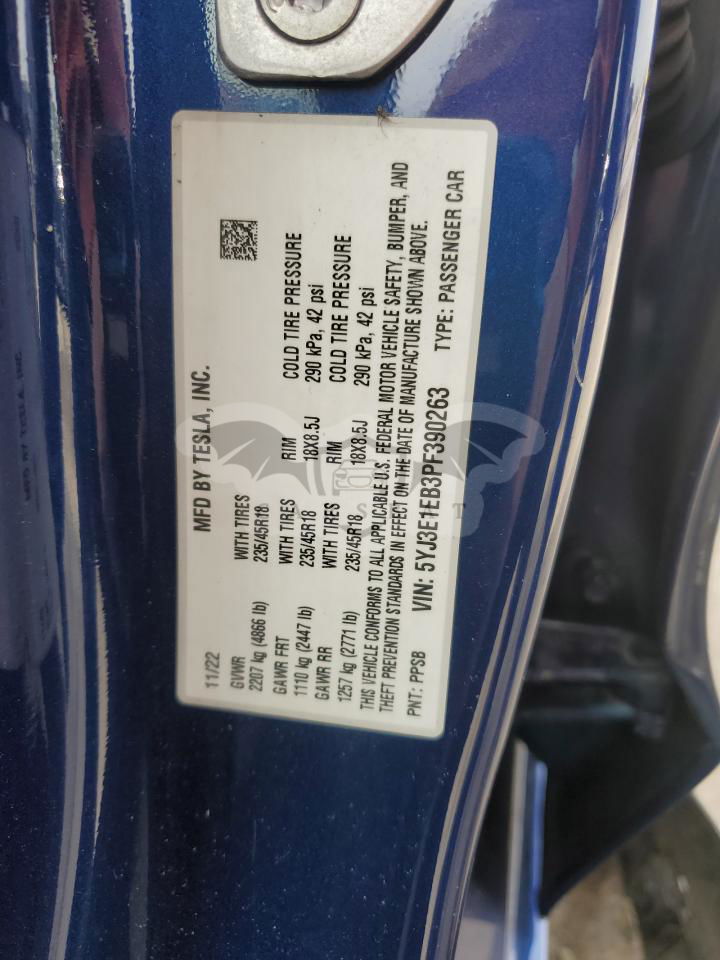 MFD BY TESLA, INC.
11/22
GVWR WITH TIRES
2207 kg (4866 lb) 235/45R18
GAWR FRT WITH TIRES RIM COLD TIRE PRESSURE
1110 kg (2447 lb) 235/45R18 18X8.5J 290 kPa, 42 psi
GAWR RR WITH TIRES RIM COLD TIRE PRESSURE
1257 kg (2771 lb) 235/45R18 18X8.5J 290 kPa, 42 psi
THIS VEHICLE CONFORMS TO ALL APPLICABLE U.S. FEDERAL MOTOR VEHICLE SAFETY, BUMPER, AND
THEFT PREVENTION STANDARDS IN EFFECT ON THE DATE OF MANUFACTURE SHOWN ABOVE.
PNT: PPSB VIN: 5YJ3E1EB3PF390263 TYPE: PASSENGER CAR